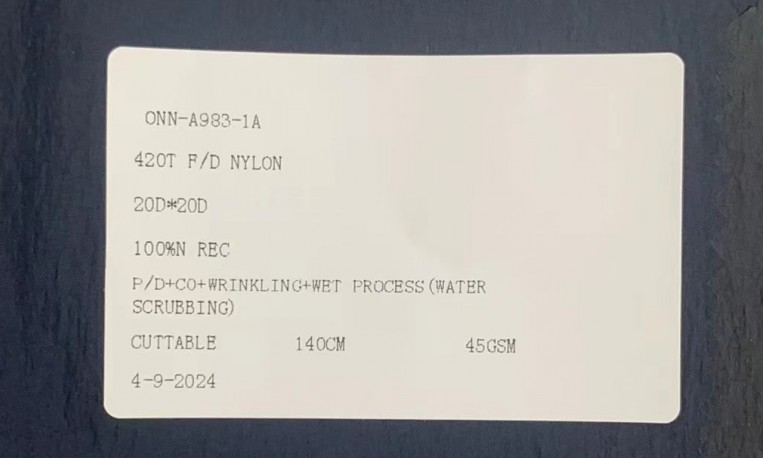 ONN-A983-1A
420T F/D NYLON
20D*20D
100%N REC
P/D+CO+WRINKLING+WET PROCESS(WATER
SCRUBBING)
CUTTABLE 140CM 45GSM
4-9-2024